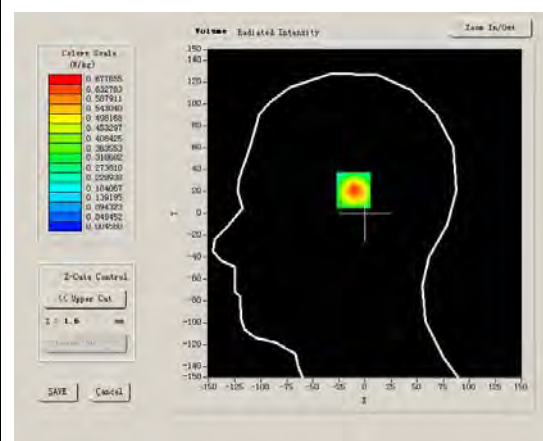 Volume Radiated Intensity
Zoom In/Out
Colors Scale
(W/kg)
0.677655
0.632783
0.587911
0.543040
0.498168
0.453297
0.408425
0.363553
0.318682
0.273810
0.228938
0.184067
0.139195
0.094323
0.049452
0.004580
150
120
100
80
60
40
20
0
-20
-40
-60
-80
-100
-120
-140
-150
Y
-150 -125 -100 -75 -50 -25 0 25 50 75 100 125 150
X
Z-Cuts Control
<< Upper Cut
Z : 1.6 mm
SAVE
Cancel